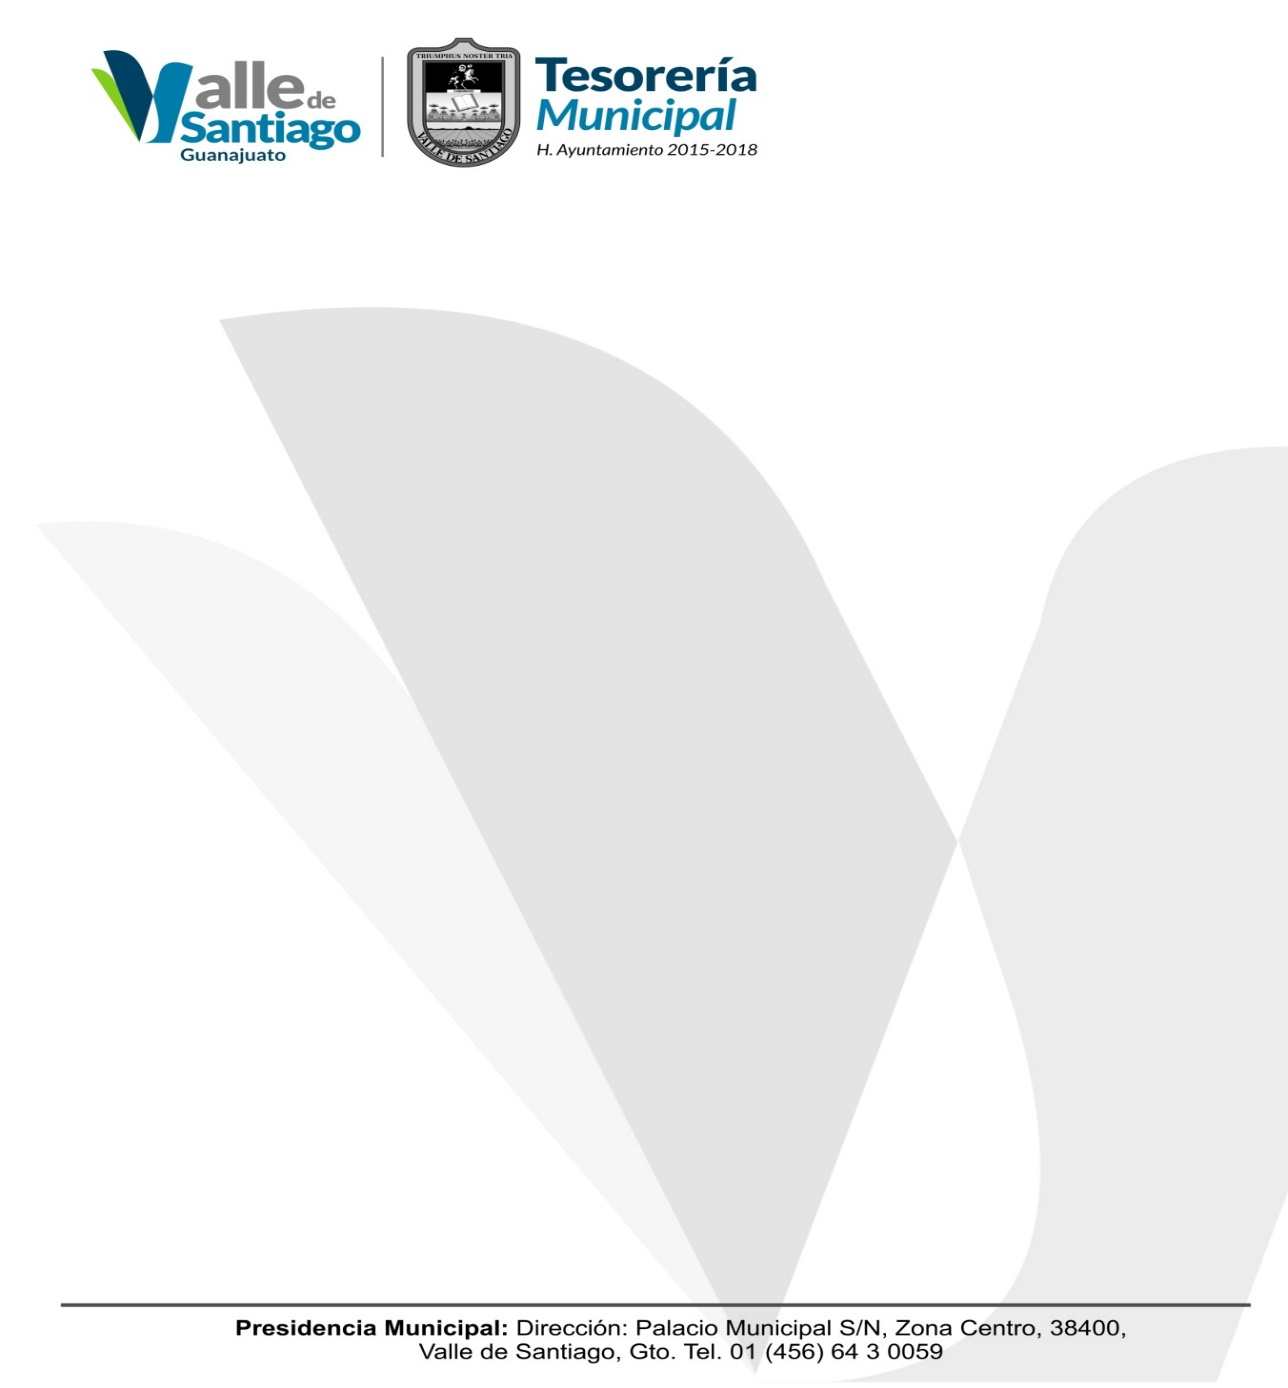 Valle de
Santiago
Guanajuato
TRIUMPHUS NOSTER TRIA
VALLE DE SANTIAGO
Tesorería
Municipal
H. Ayuntamiento 2015-2018
Presidencia Municipal: Dirección: Palacio Municipal S/N, Zona Centro, 38400,
Valle de Santiago, Gto. Tel. 01 (456) 64 3 0059